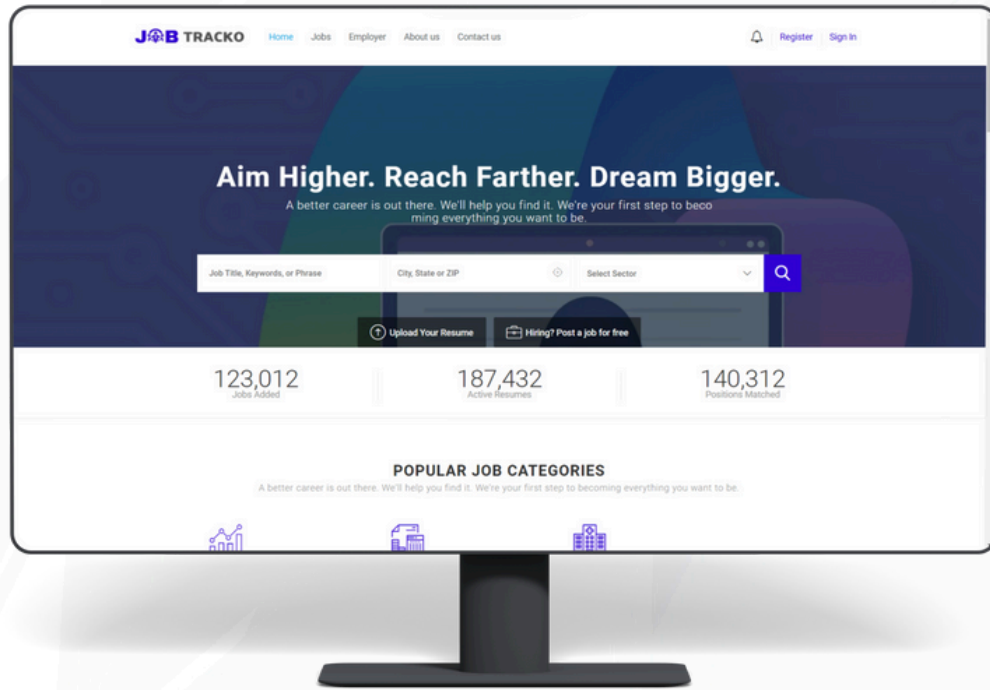 JOB TRACKO
Home Jobs Employer About us Contact us
Register Sign In
Aim Higher. Reach Farther. Dream Bigger.
A better career is out there. We'll help you find it. We're your first step to beco
ming everything you want to be.
Job Title, Keywords, or Phrase City, State or ZIP Select Sector
Upload Your Resume Hiring? Post a job for free
123,012 187,432 140,312
Jobs Added Active Resumes Positions Matched
POPULAR JOB CATEGORIES
A better career is out there. We'll help you find it. We're your first step to becoming everything you want to be.